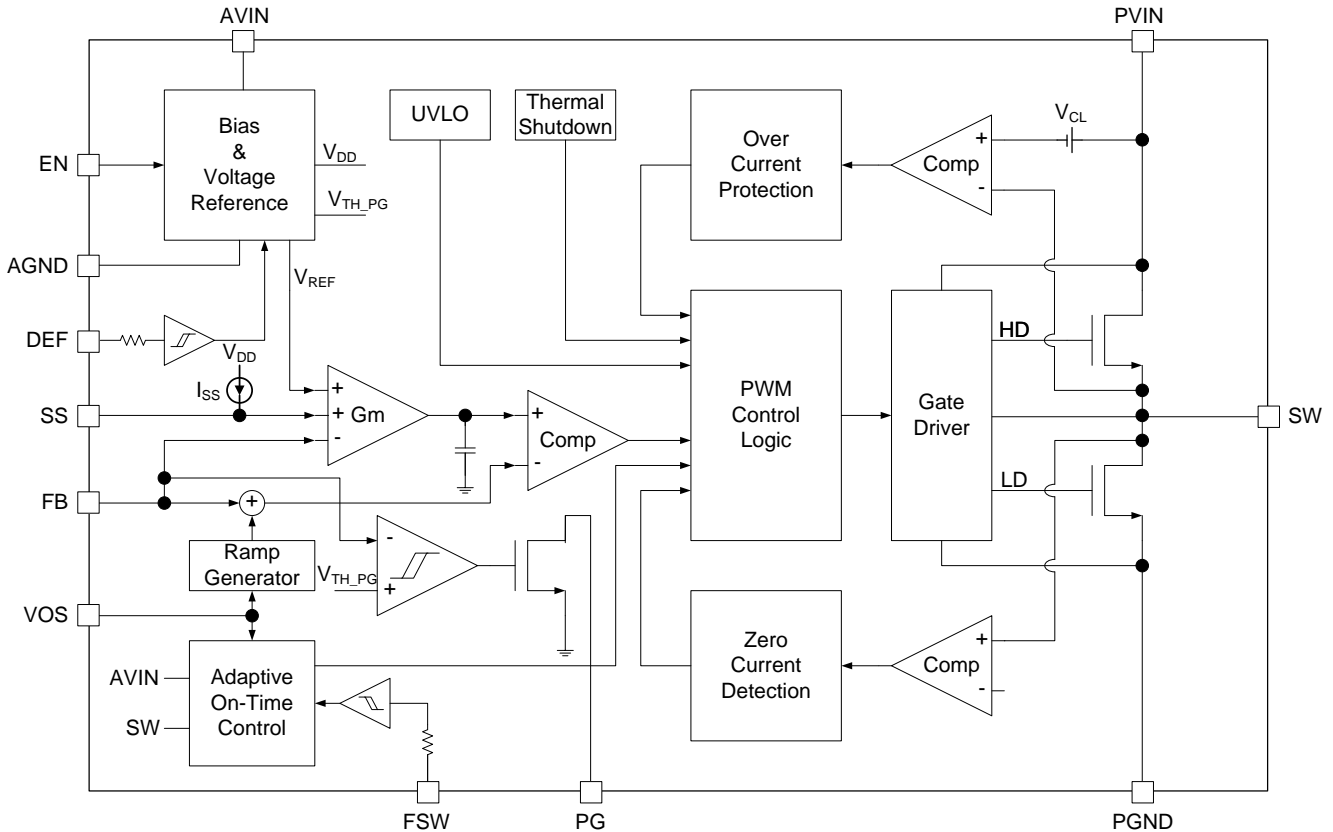 AVIN
PVIN
EN
AGND
DEF
SS
FB
VOS
Bias
&
Voltage
Reference
V_DD
V_TH_PG
V_REF
UVLO
Thermal
Shutdown
Over
Current
Protection
+
Comp
-
V_CL
V_DD
I_SS
+
+
Gm
-
+
Comp
-
PWM
Control
Logic
Gate
Driver
HD
LD
SW
+
Ramp
Generator
V_TH_PG
-
+
AVIN
SW
Adaptive
On-Time
Control
Zero
Current
Detection
+
Comp
-
FSW
PG
PGND